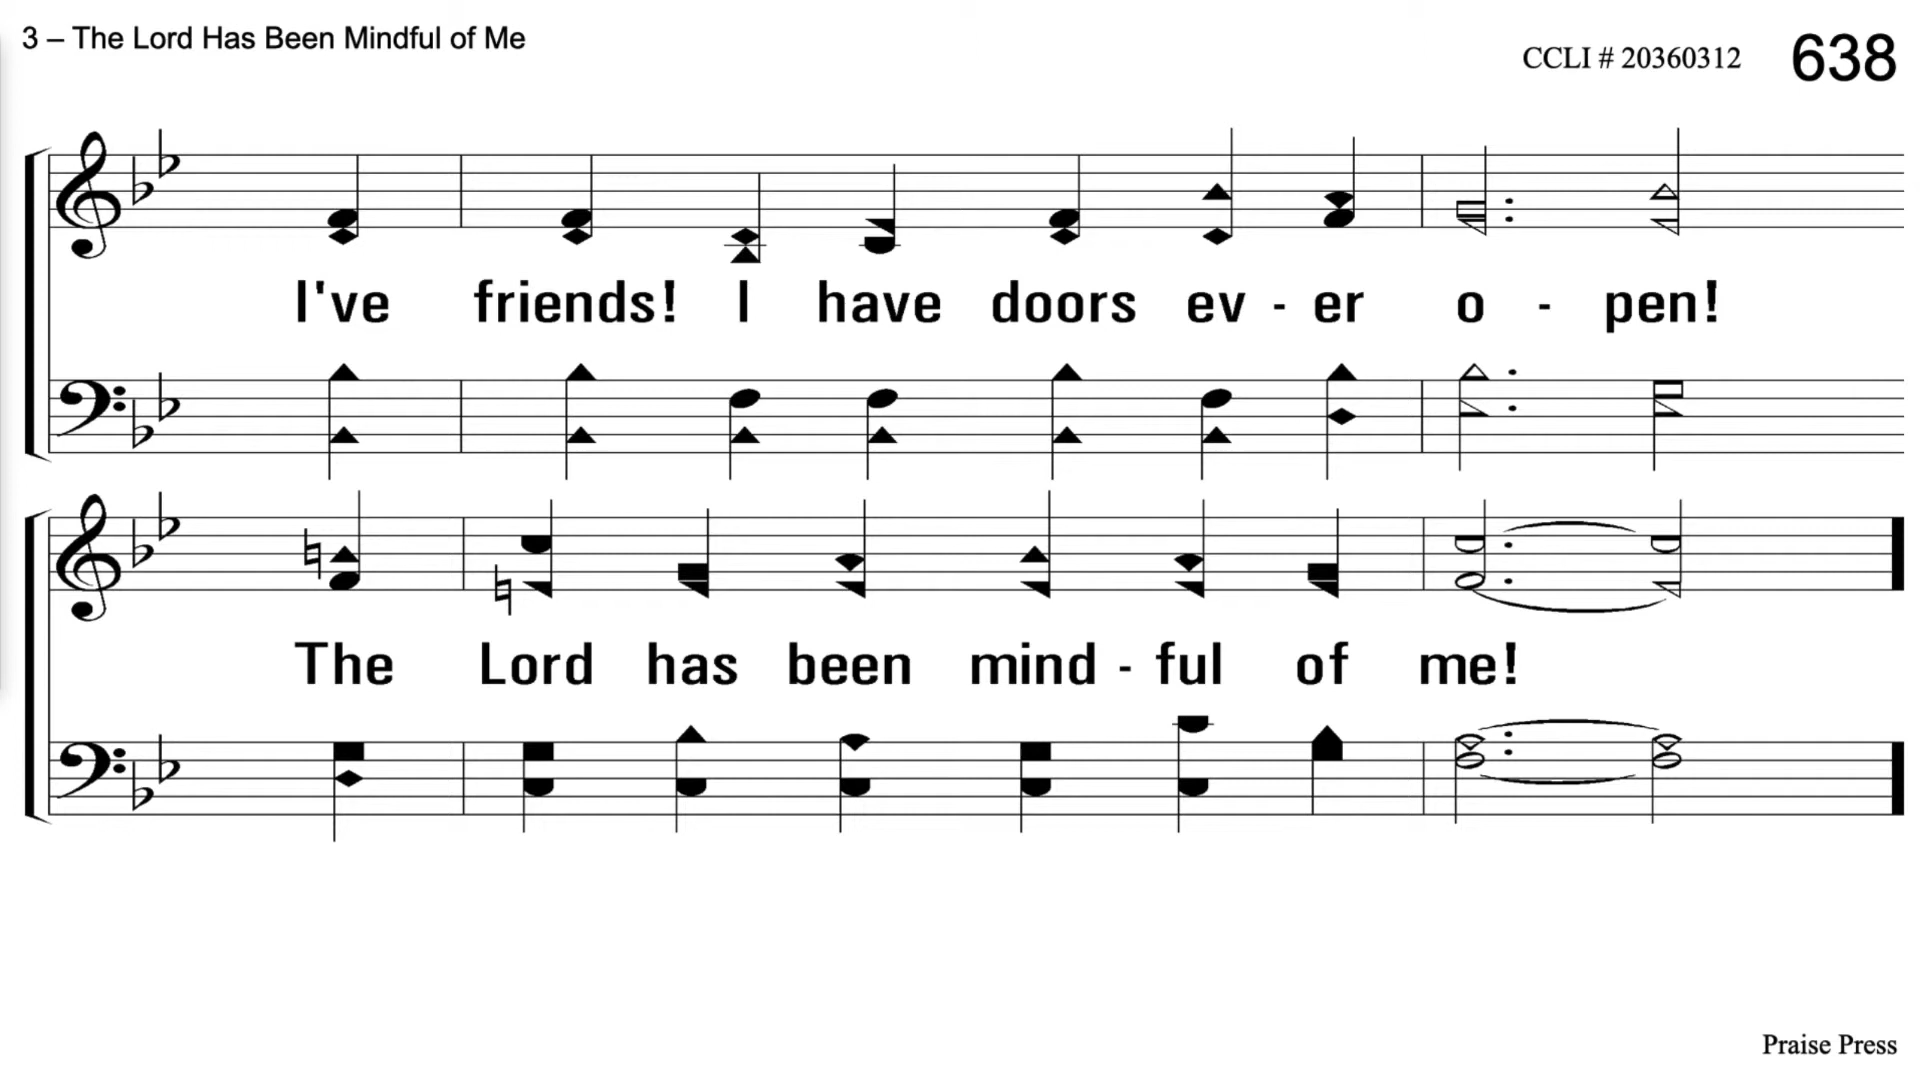 3 – The Lord Has Been Mindful of Me
CCLI # 20360312 638
I've friends! I have doors ev - er o - pen!
The Lord has been mind - ful of me!
Praise Press